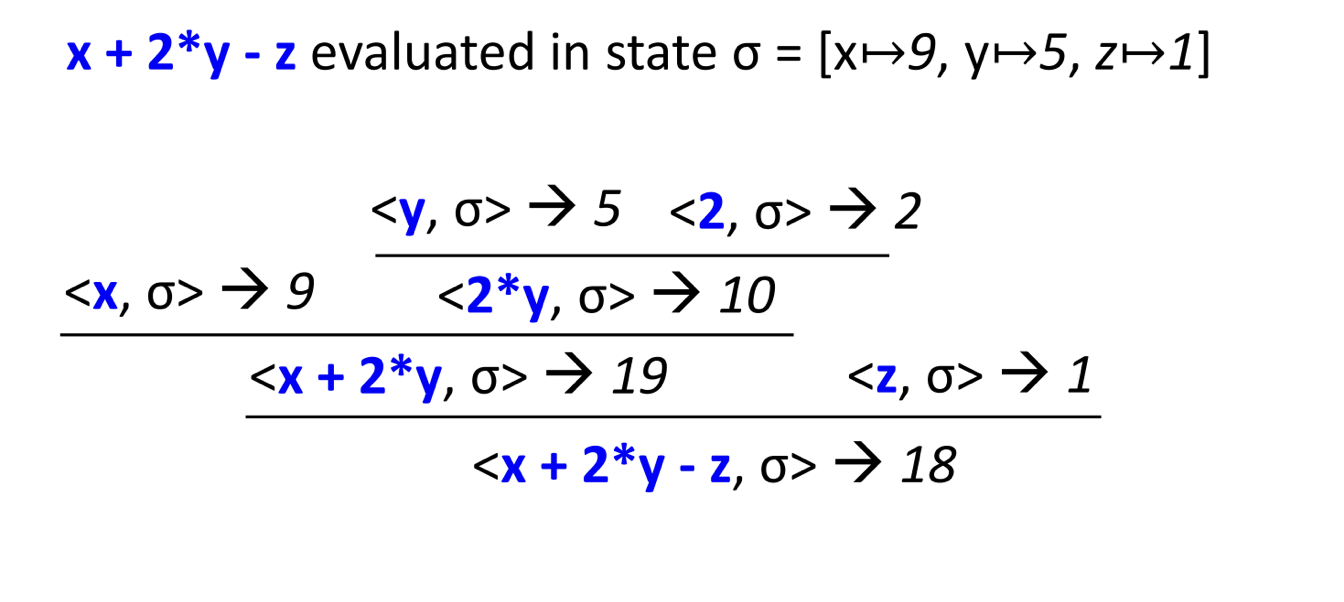 x + 2*y - z evaluated in state σ = [x↦9, y↦5, z↦1]
<y, σ> → 5 <2, σ> → 2
<x, σ> → 9 <2*y, σ> → 10
<x + 2*y, σ> → 19 <z, σ> → 1
<x + 2*y - z, σ> → 18